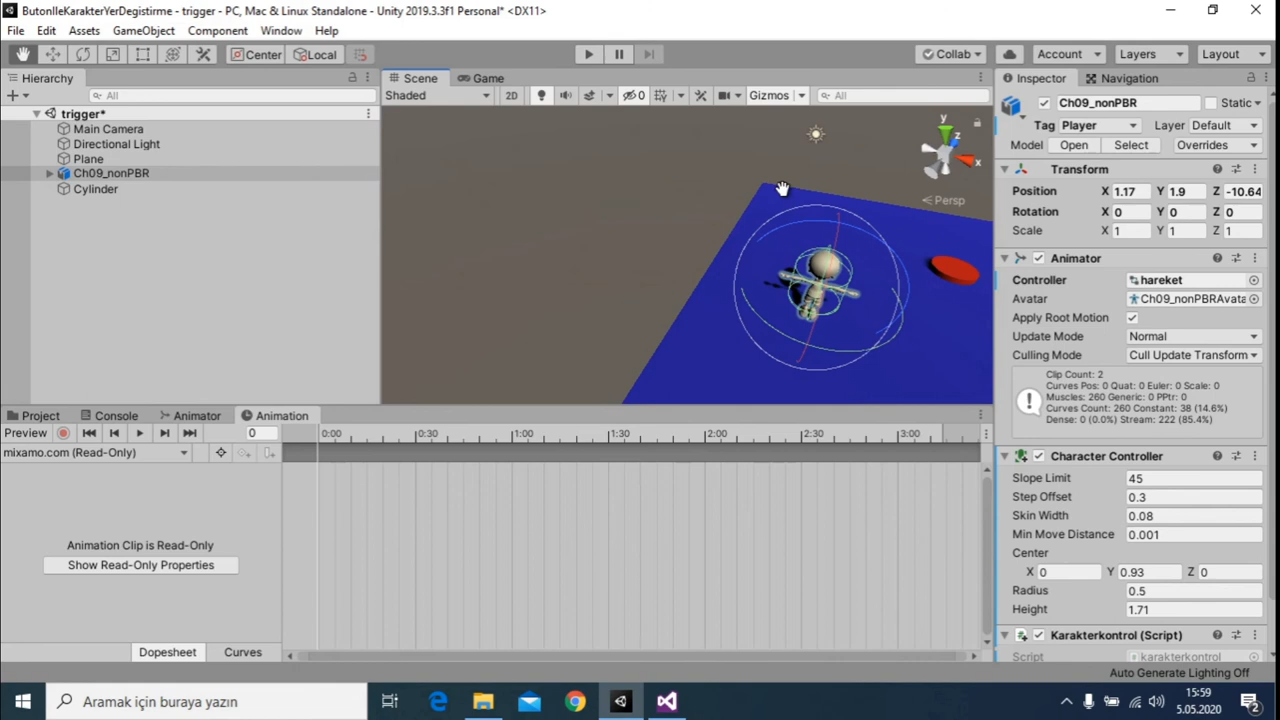 ButonIleKarakterYerDegistirme - trigger - PC, Mac & Linux Standalone - Unity 2019.3.3f1 Personal* <DX11>
File Edit Assets GameObject Component Window Help
Center Local Collab Account Layers Layout
Hierarchy
All
trigger*
Main Camera
Directional Light
Plane
Ch09_nonPBR
Cylinder
Scene Game
Shaded 2D 0 Gizmos All
y
z
x
Persp
Inspector Navigation
Ch09_nonPBR Static
Tag Player Layer Default
Model Open Select Overrides
Transform
Position X 1.17 Y 1.9 Z -10.64
Rotation X 0 Y 0 Z 0
Scale X 1 Y 1 Z 1
Animator
Controller hareket
Avatar Ch09_nonPBRAvata
Apply Root Motion
Update Mode Normal
Culling Mode Cull Update Transform
Clip Count: 2
Curves Pos: 0 Quat: 0 Euler: 0 Scale: 0
Muscles: 260 Generic: 0 PPtr: 0
Curves Count: 260 Constant: 38 (14.6%)
Dense: 0 (0.0%) Stream: 222 (85.4%)
Character Controller
Slope Limit 45
Step Offset 0.3
Skin Width 0.08
Min Move Distance 0.001
Center
X 0 Y 0.93 Z 0
Radius 0.5
Height 1.71
Karakterkontrol (Script)
Script karakterkontrol
Project Console Animator Animation
Preview 0 0:00 0:30 1:00 1:30 2:00 2:30 3:00
mixamo.com (Read-Only)
Animation Clip is Read-Only
Show Read-Only Properties
Dopesheet Curves
Auto Generate Lighting Off
Aramak için buraya yazın
15:59
5.05.2020
2